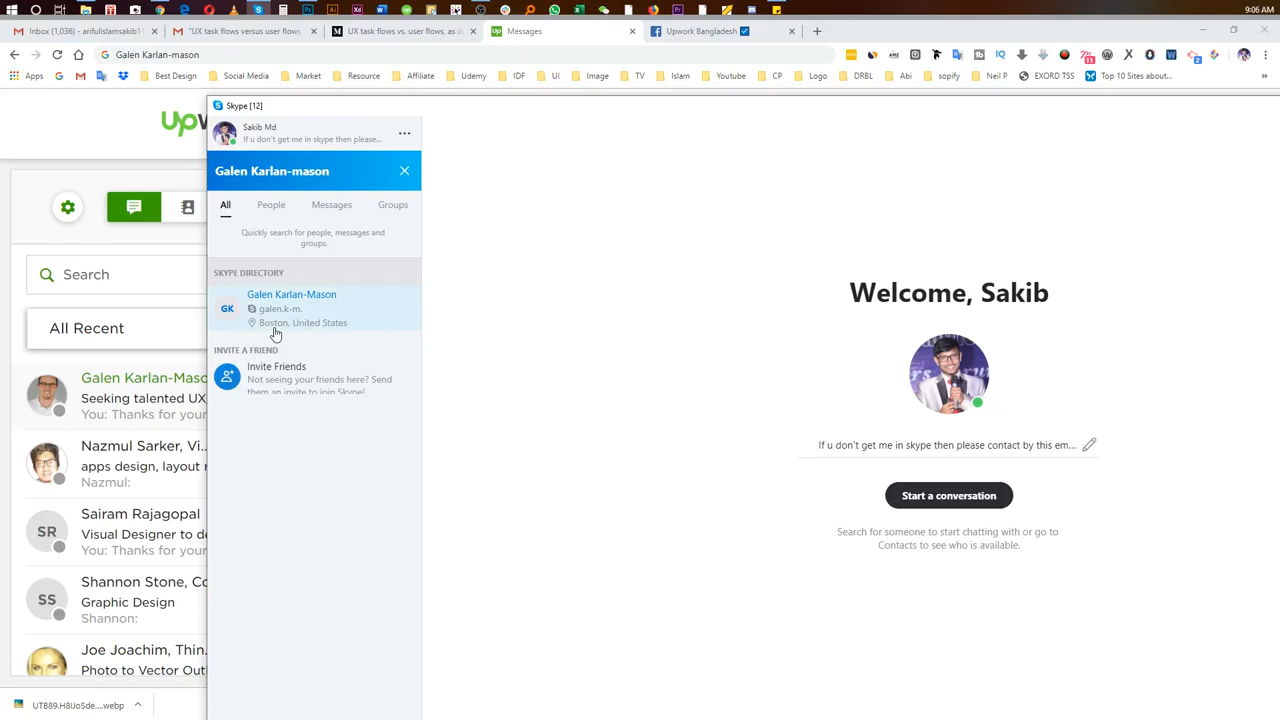 9:06 AM
Inbox (1,036) - arifulislamsakib11
"UX task flows versus user flows,
UX task flows vs. user flows, as de
Messages
Upwork Bangladesh
Galen Karlan-mason
Apps
Best Design
Social Media
Market
Resource
Affiliate
Udemy
IDF
UI
Image
TV
Islam
Youtube
CP
Logo
DRBL
Abi
sopify
Neil P
EXORD TSS
Top 10 Sites about...
Up
Skype [12]
Sakib Md
If u don't get me in skype then please...
Galen Karlan-mason
All
People
Messages
Groups
Quickly search for people, messages and
groups.
SKYPE DIRECTORY
GK
Galen Karlan-Mason
galen.k-m.
Boston, United States
INVITE A FRIEND
Invite Friends
Not seeing your friends here? Send
them an invite to join Skype!
Search
All Recent
Galen Karlan-Maso
Seeking talented UX
You: Thanks for your
Nazmul Sarker, Vi...
apps design, layout r
Nazmul:
SR
Sairam Rajagopal
Visual Designer to de
You: Thanks for your
SS
Shannon Stone, Co
Graphic Design
Shannon:
Joe Joachim, Thin.
Photo to Vector Outl
Welcome, Sakib
If u don't get me in skype then please contact by this em...
Start a conversation
Search for someone to start chatting with or go to
Contacts to see who is available.
UTB89.H8lJoSde....webp